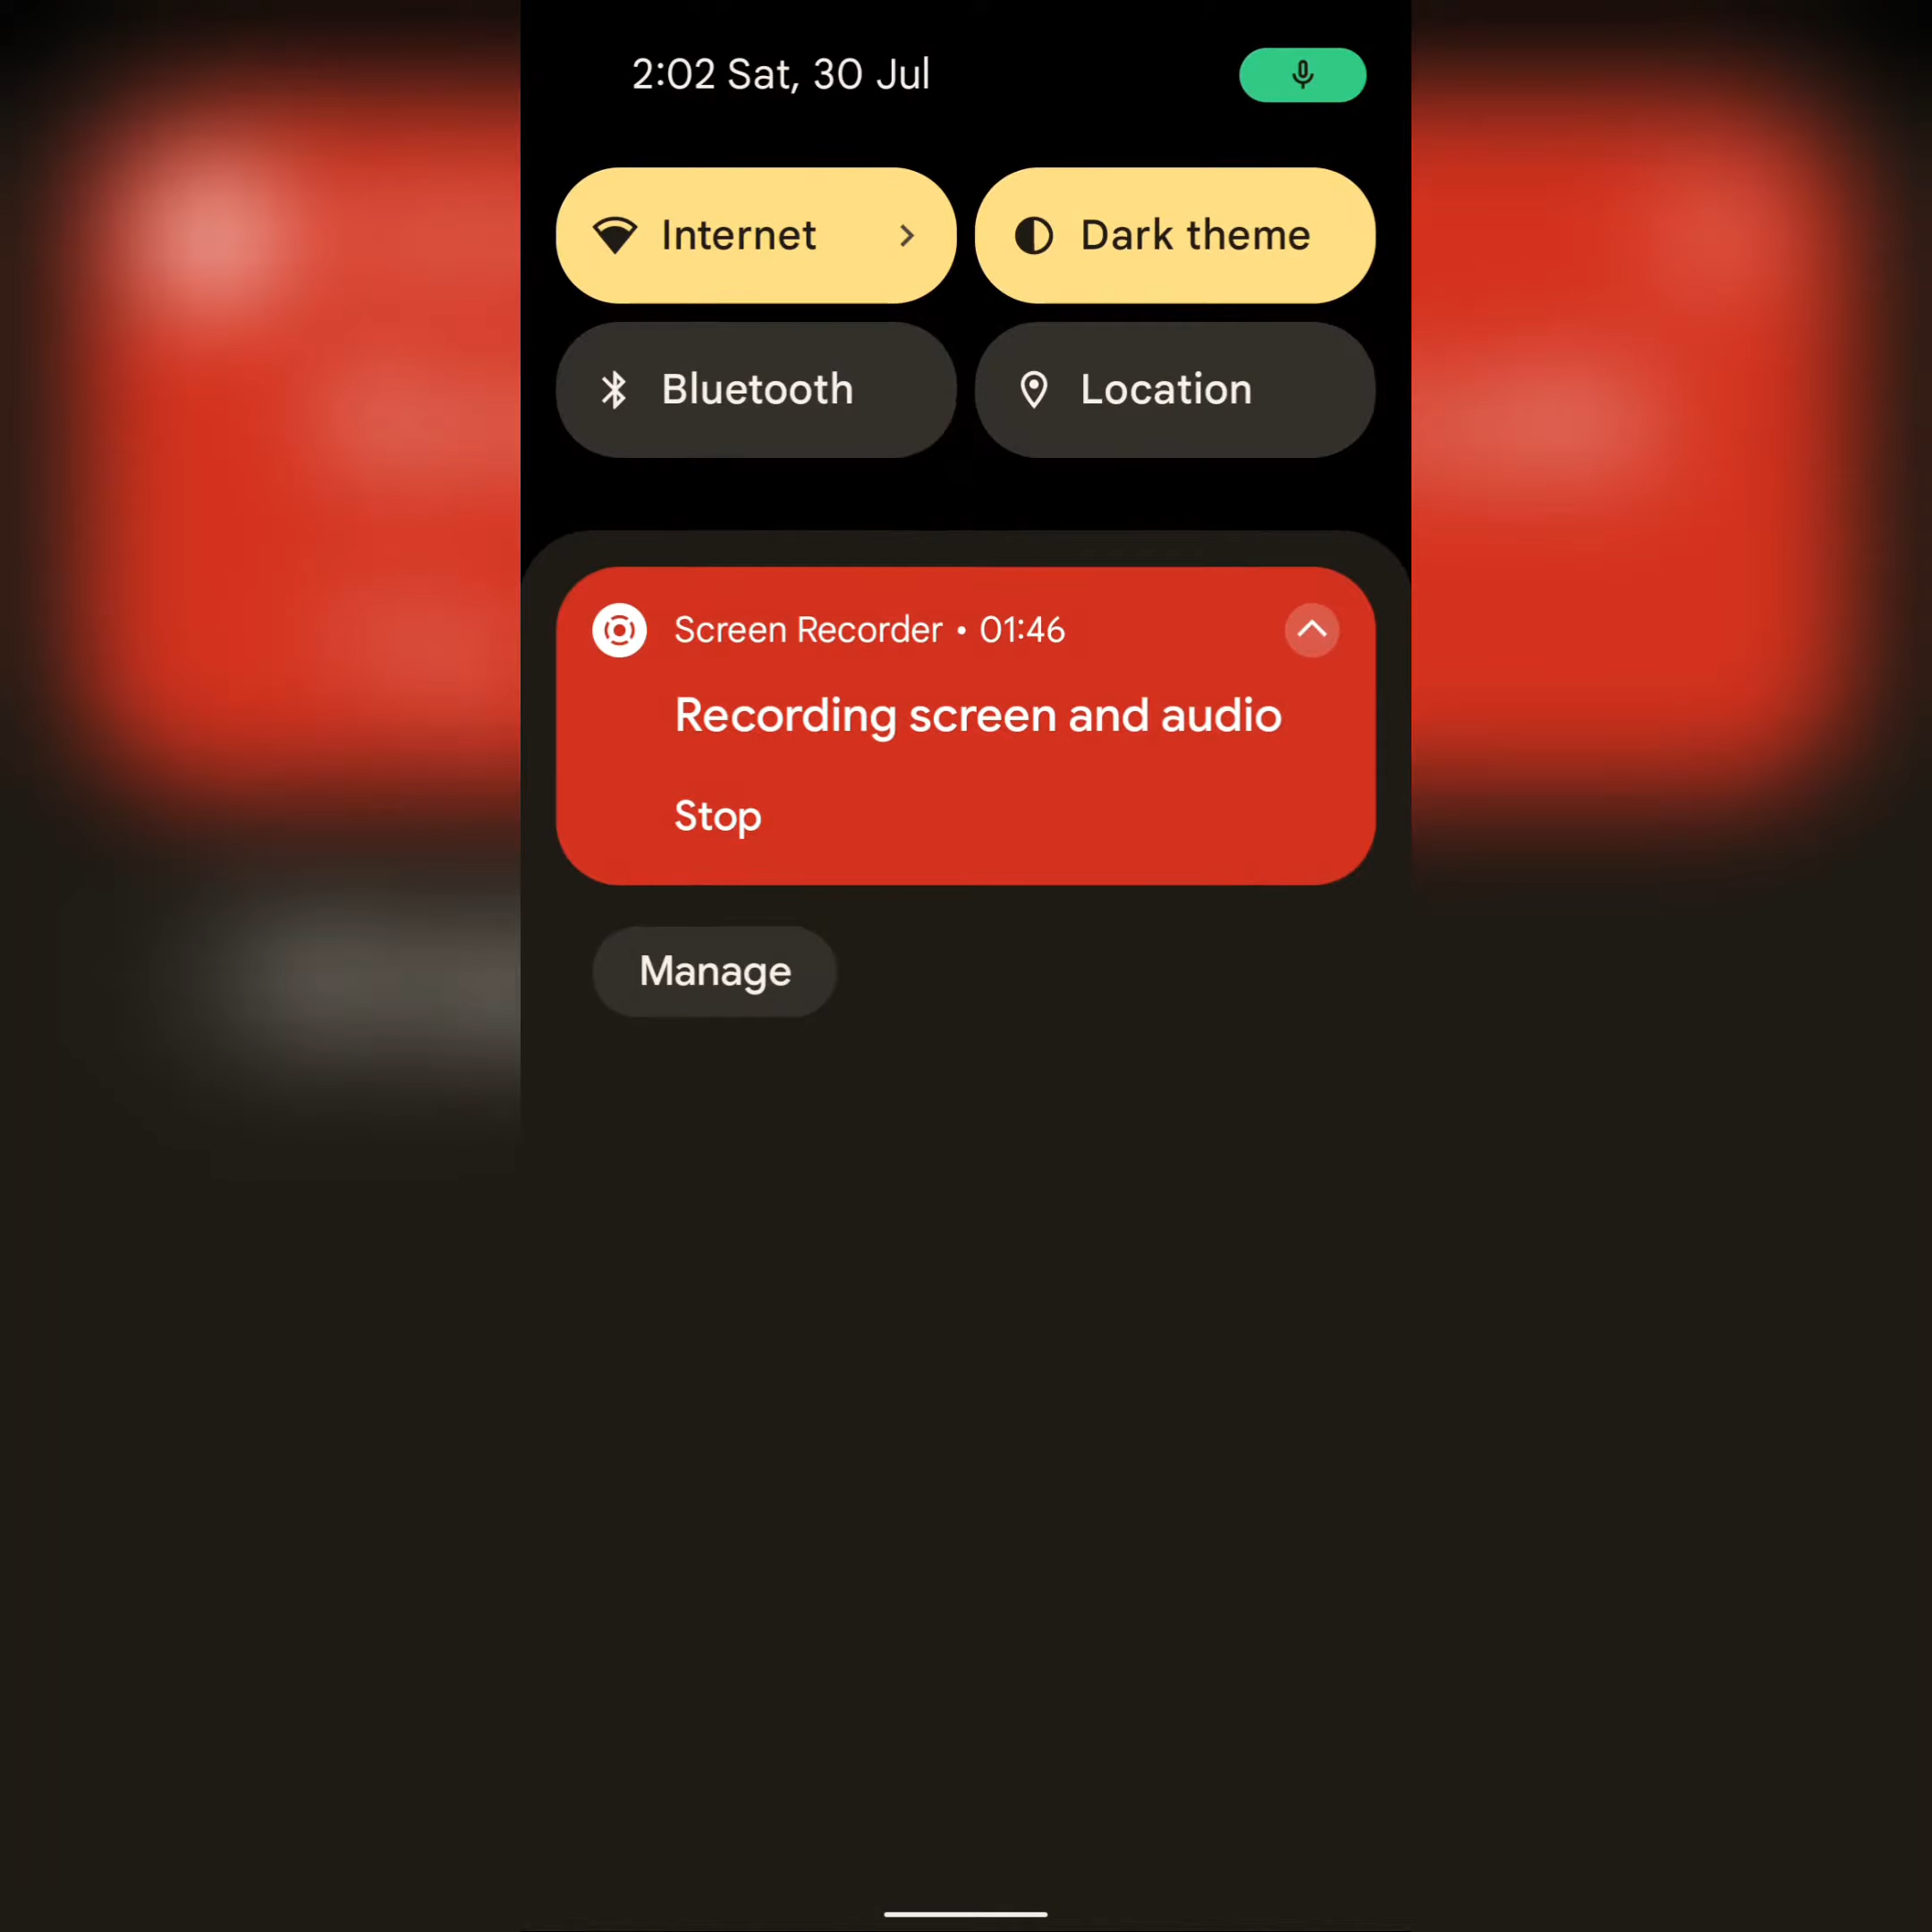 2:02 Sat, 30 Jul
Internet
Dark theme
Bluetooth
Location
Screen Recorder • 01:46
Recording screen and audio
Stop
Manage